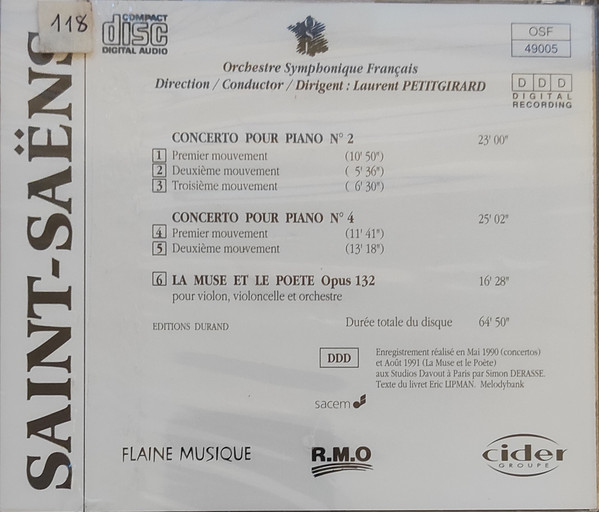 118
COMPACT
disc
DIGITAL AUDIO
OSF
49005
Orchestre Symphonique Français
Direction / Conductor / Dirigent : Laurent PETITGIRARD
D D D
DIGITAL
RECORDING
SAINT-SAËNS
CONCERTO POUR PIANO N° 2 23' 00"
1 Premier mouvement (10' 50")
2 Deuxième mouvement ( 5' 36")
3 Troisième mouvement ( 6' 30")
CONCERTO POUR PIANO N° 4 25' 02"
4 Premier mouvement (11' 41")
5 Deuxième mouvement (13' 18")
6 LA MUSE ET LE POETE Opus 132 16' 28"
pour violon, violoncelle et orchestre
EDITIONS DURAND Durée totale du disque 64' 50"
DDD
Enregistrement réalisé en Mai 1990 (concertos)
et Août 1991 (La Muse et le Poète)
aux Studios Davout à Paris par Simon DERASSE.
Texte du livret Eric LIPMAN. Melodybank
sacem
FLAINE MUSIQUE
R.M.O
cider
GROUPE